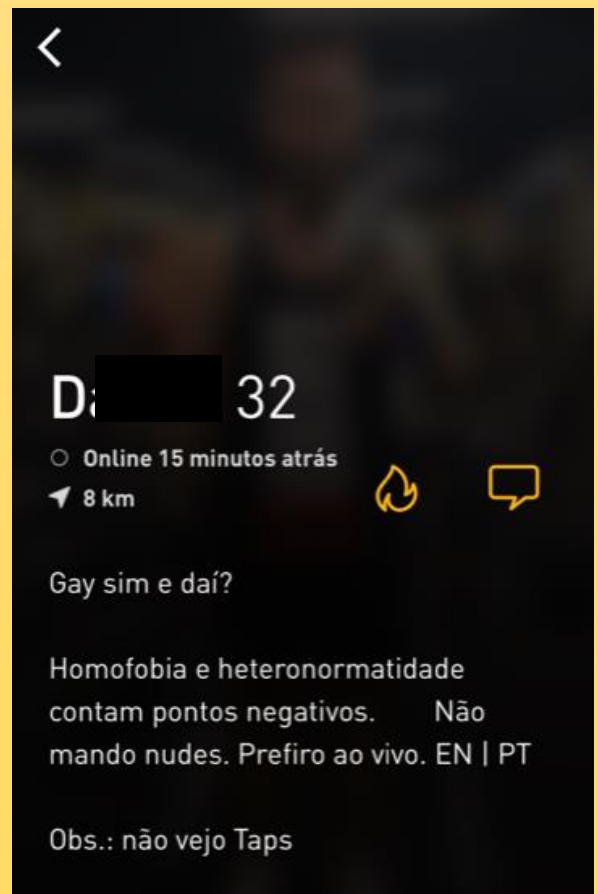 32
Online 15 minutos atrás
8 km
Gay sim e daí?
Homofobia e heteronormatidade
contam pontos negativos. Não
mando nudes. Prefiro ao vivo. EN | PT
Obs.: não vejo Taps